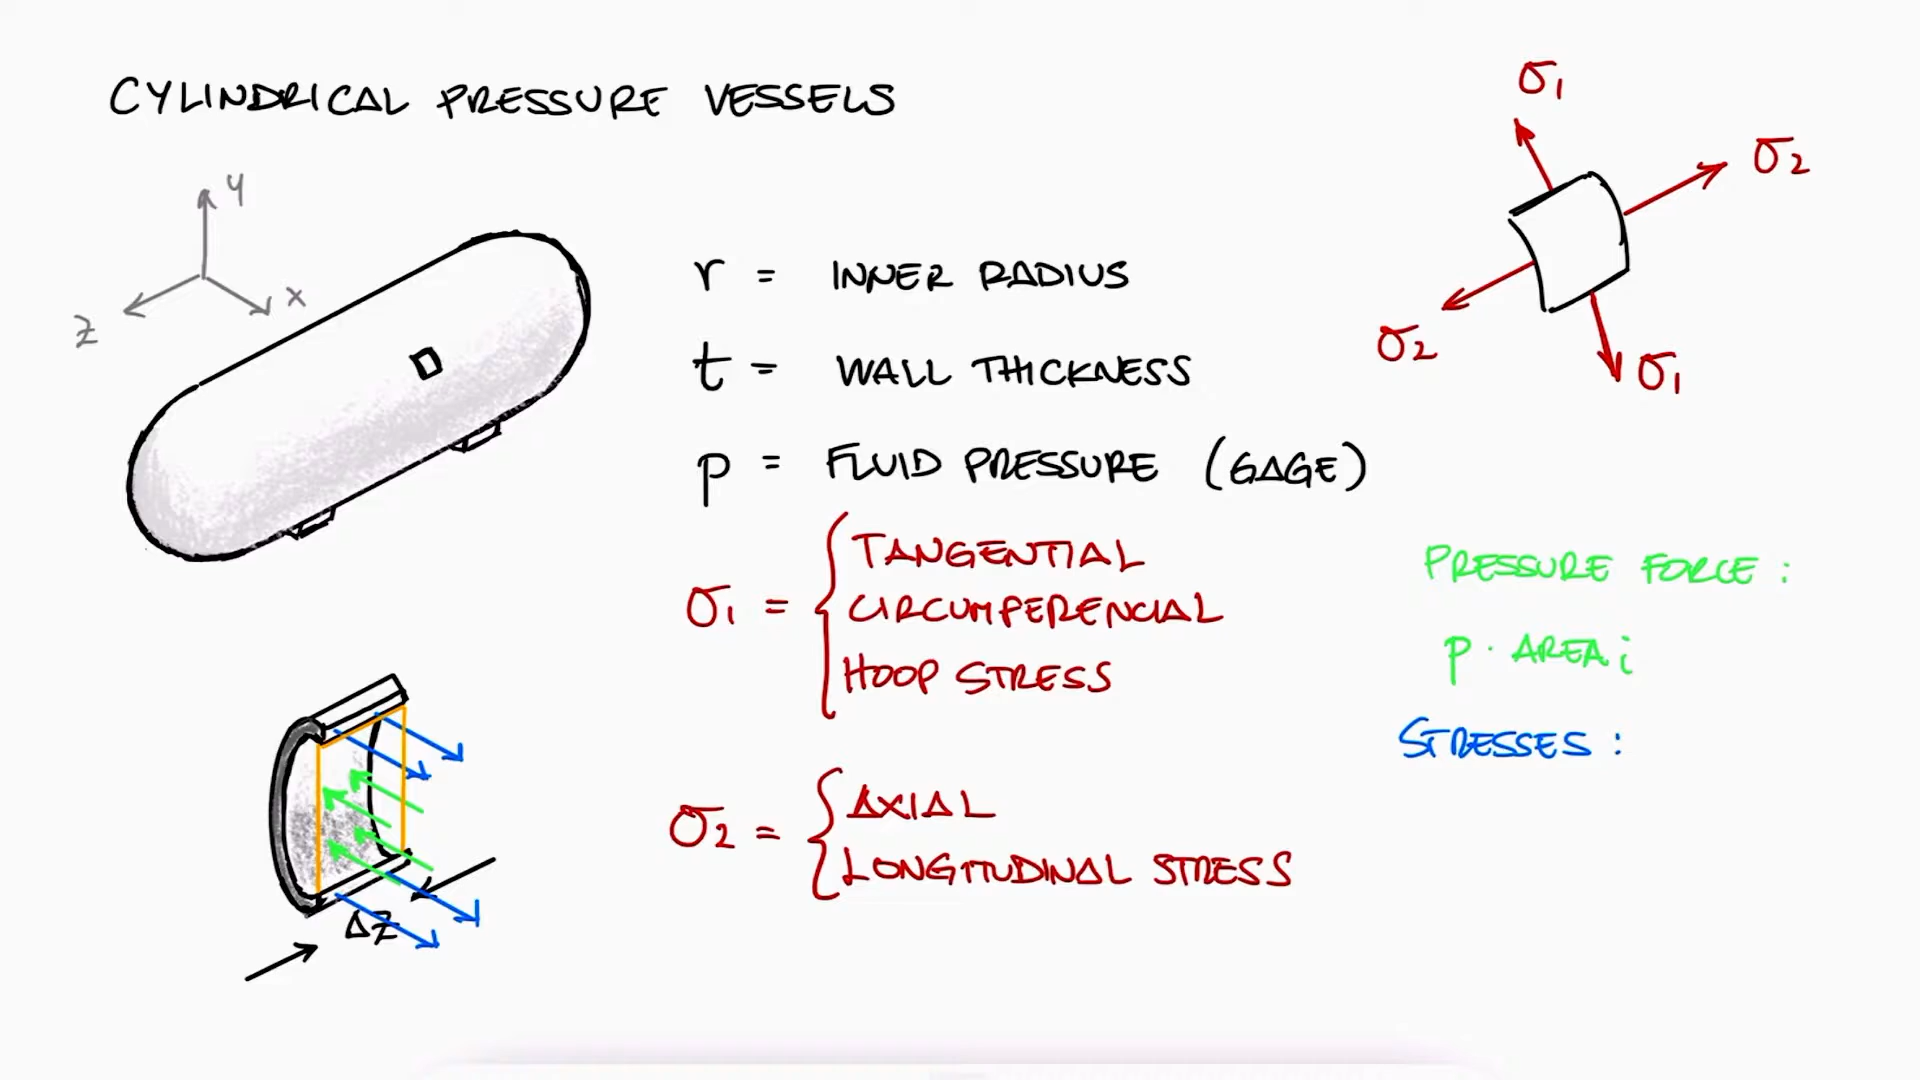 CYLINDRICAL PRESSURE VESSELS
y
x
z
r = INNER RADIUS
t = WALL THICKNESS
p = FLUID PRESSURE (GAGE)
σ1 = { TANGENTIAL
CIRCUMFERENCIAL
HOOP STRESS
σ2 = { AXIAL
LONGITUDINAL STRESS
ΔZ
σ1
σ2
σ2
σ1
PRESSURE FORCE :
p · AREA i
STRESSES :